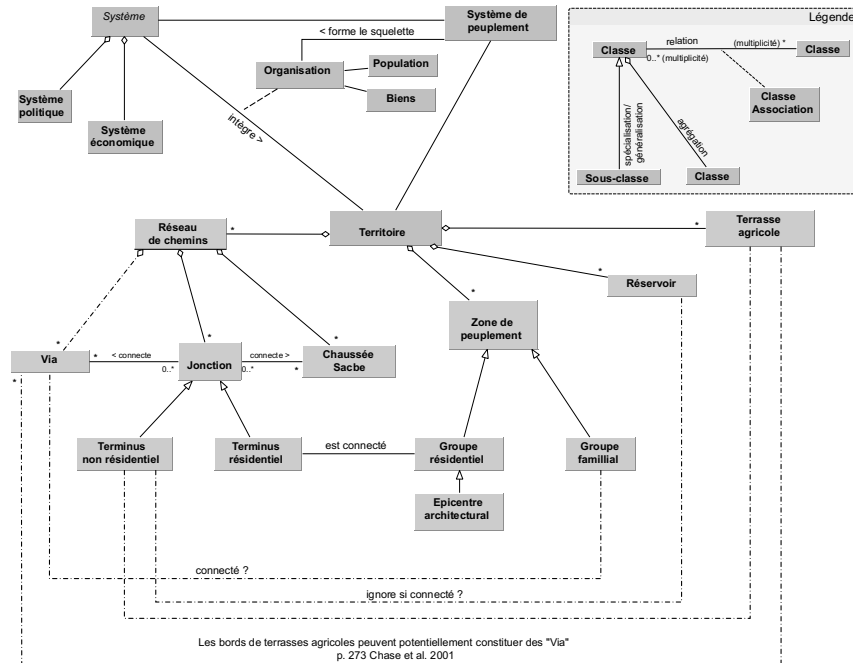 Système
Système de
peuplement
< forme le squelette
Organisation
Population
Biens
Système
politique
Système
économique
intègre >
Légende
Classe
relation
(multiplicité) *
Classe
0..* (multiplicité)
Classe
Association
spécialisation/
généralisation
agrégation
Sous-classe
Classe
Réseau
de chemins
*
Territoire
*
Terrasse
agricole
*
Réservoir
*
Zone de
peuplement
*
*
*
Via
*
< connecte
0..*
Jonction
connecte >
0..*
*
Chaussée
Sacbe
*
Terminus
non résidentiel
Terminus
résidentiel
est connecté
Groupe
résidentiel
Groupe
famillial
Epicentre
architectural
connecté ?
ignore si connecté ?
Les bords de terrasses agricoles peuvent potentiellement constituer des "Via"
p. 273 Chase et al. 2001